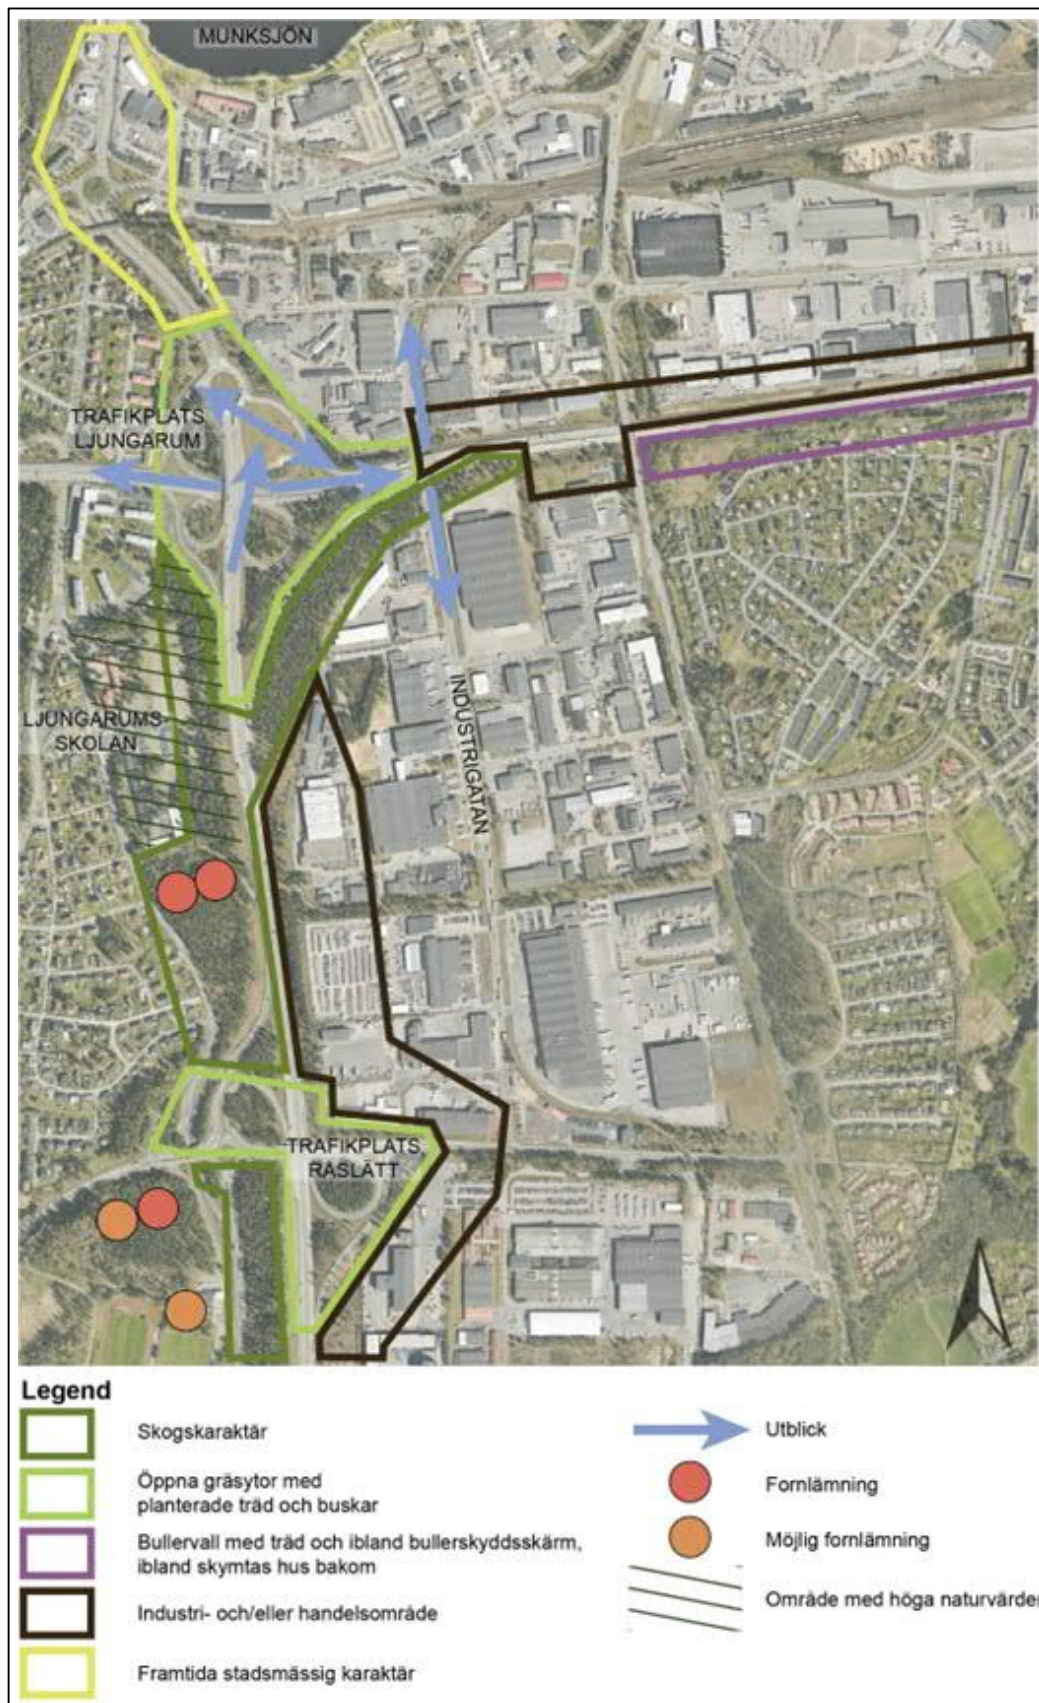 MUNKSJÖN
TRAFIKPLATS
LJUNGARUM
LJUNGARUMS-
SKOLAN
INDUSTRIGATAN
TRAFIKPLATS
RASLÄTT
Legend
Skogskaraktär
Öppna gräsytor med
planterade träd och buskar
Bullervall med träd och ibland bullerskyddsskärm,
ibland skymtas hus bakom
Industri- och/eller handelsområde
Framtida stadsmässig karaktär
Utblick
Fornlämning
Möjlig fornlämning
Område med höga naturvärden